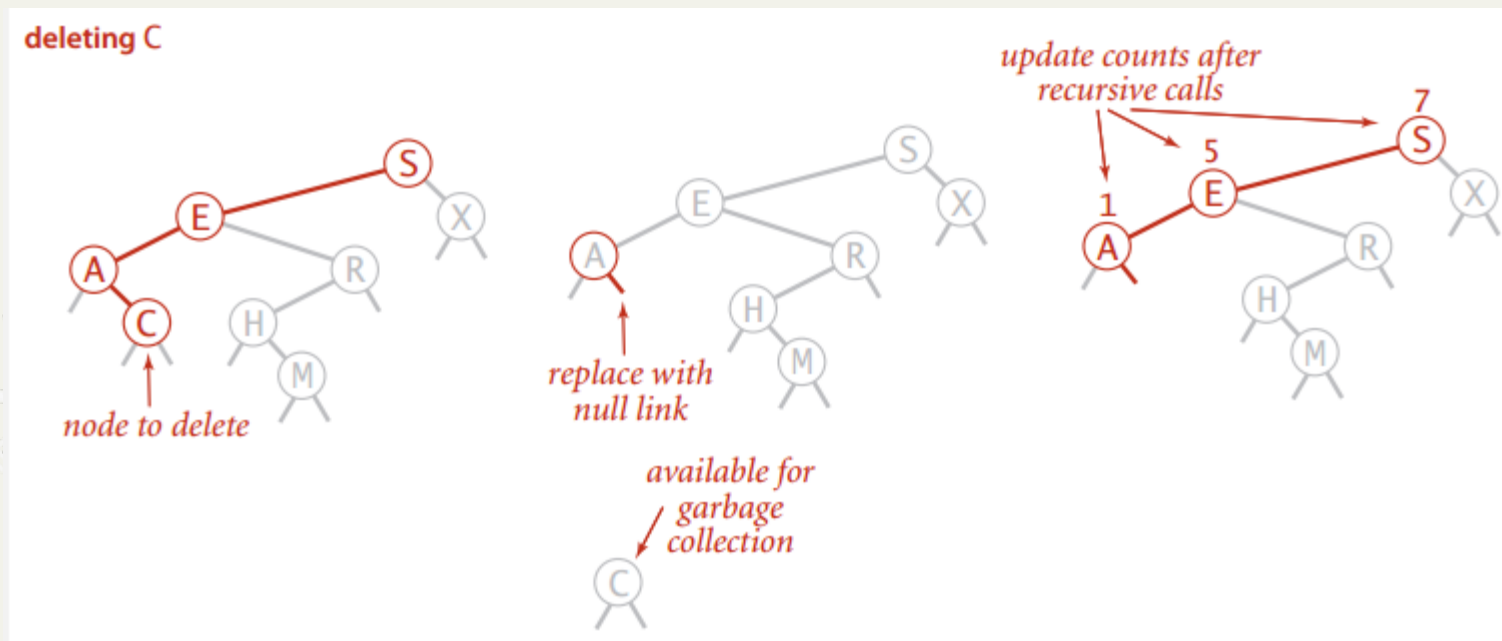 deleting C
S
E
X
A
R
C
H
M
node to delete
S
E
X
A
R
H
M
replace with
null link
available for
garbage
collection
C
update counts after
recursive calls
7
S
5
E
X
1
A
R
H
M